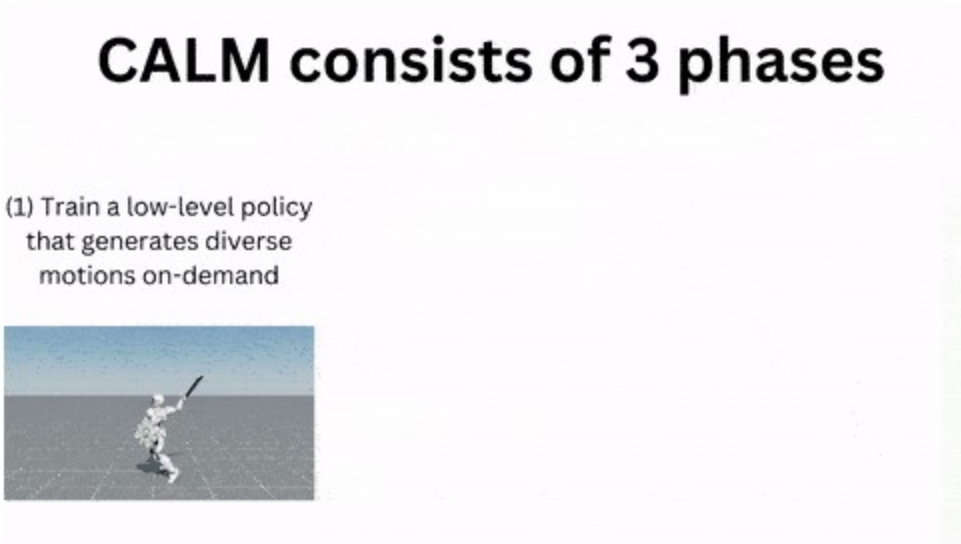 CALM consists of 3 phases
(1) Train a low-level policy
that generates diverse
motions on-demand